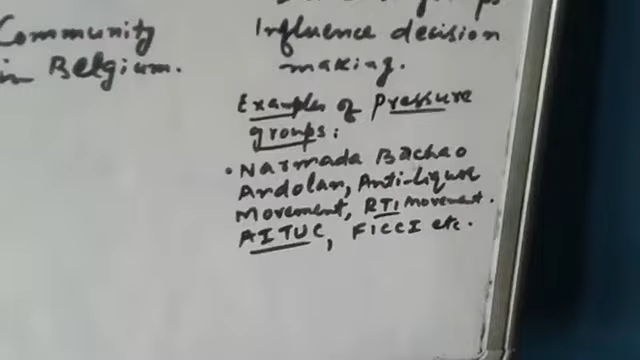 Community
in Belgium.
Influence decision
making.
Examples of Pressure
groups:
• Narmada Bachao
Andolan, Anti-liquor
Movement, RTI Movement.
AITUC, FICCI etc.